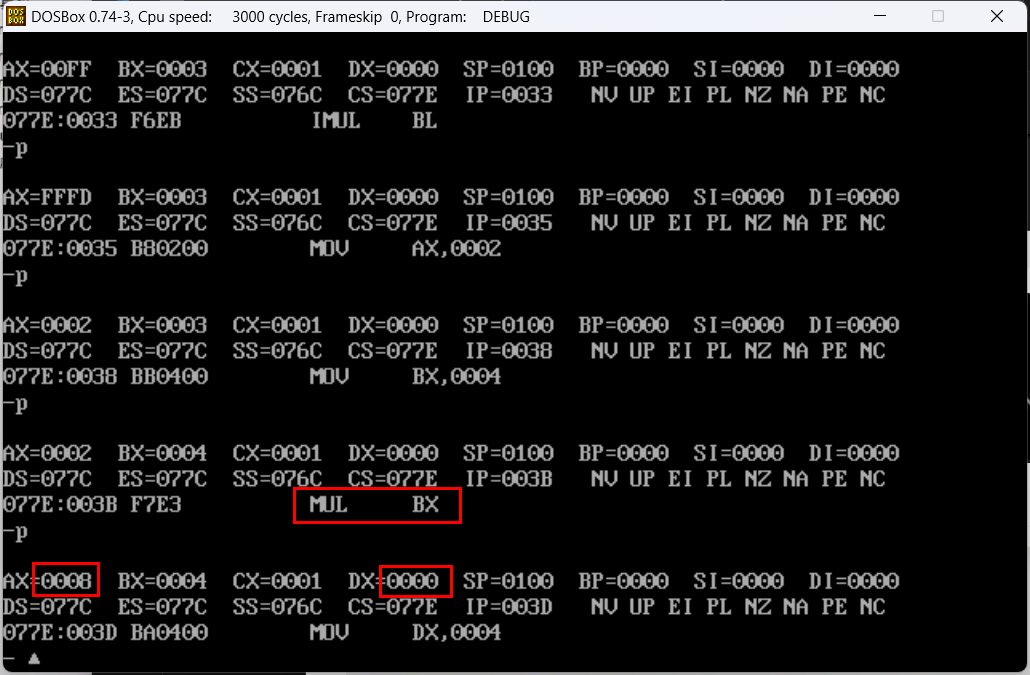 DOSBox 0.74-3, Cpu speed: 3000 cycles, Frameskip 0, Program: DEBUG
AX=00FF BX=0003 CX=0001 DX=0000 SP=0100 BP=0000 SI=0000 DI=0000
DS=077C ES=077C SS=076C CS=077E IP=0033 NV UP EI PL NZ NA PE NC
077E:0033 F6EB IMUL BL
-p
AX=FFFD BX=0003 CX=0001 DX=0000 SP=0100 BP=0000 SI=0000 DI=0000
DS=077C ES=077C SS=076C CS=077E IP=0035 NV UP EI PL NZ NA PE NC
077E:0035 B80200 MOV AX,0002
-p
AX=0002 BX=0003 CX=0001 DX=0000 SP=0100 BP=0000 SI=0000 DI=0000
DS=077C ES=077C SS=076C CS=077E IP=0038 NV UP EI PL NZ NA PE NC
077E:0038 BB0400 MOV BX,0004
-p
AX=0002 BX=0004 CX=0001 DX=0000 SP=0100 BP=0000 SI=0000 DI=0000
DS=077C ES=077C SS=076C CS=077E IP=003B NV UP EI PL NZ NA PE NC
077E:003B F7E3 MUL BX
-p
AX=0008 BX=0004 CX=0001 DX=0000 SP=0100 BP=0000 SI=0000 DI=0000
DS=077C ES=077C SS=076C CS=077E IP=003D NV UP EI PL NZ NA PE NC
077E:003D BA0400 MOV DX,0004
-